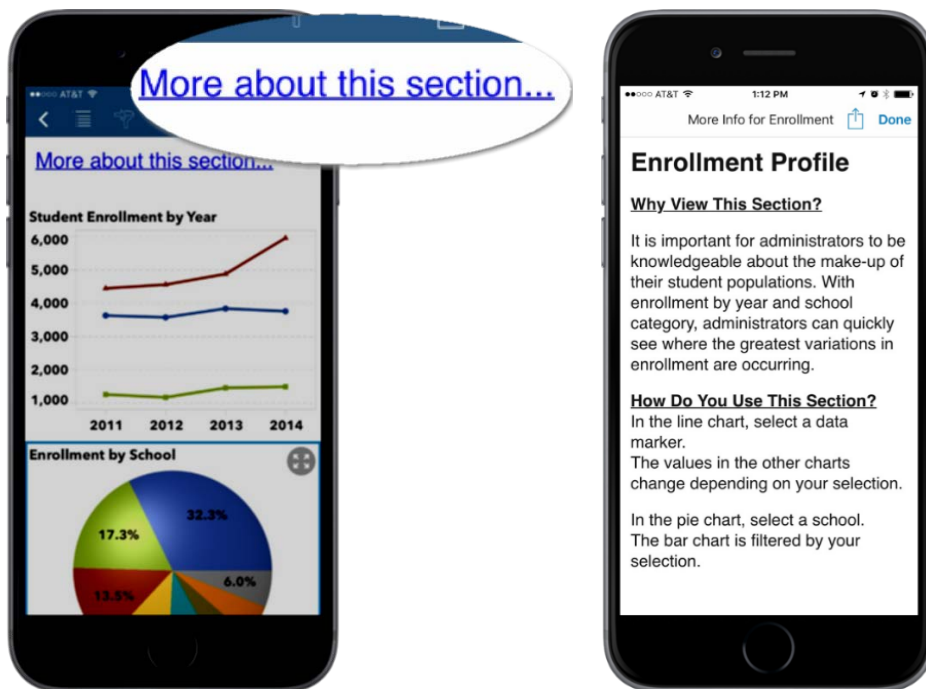 More about this section...
●●○○○ AT&T
More about this section...
Student Enrollment by Year
6,000
5,000
4,000
3,000
2,000
1,000
2011 2012 2013 2014
Enrollment by School
32.3%
17.3%
6.0%
13.5%
●●○○○ AT&T 1:12 PM
More Info for Enrollment Done
Enrollment Profile
Why View This Section?
It is important for administrators to be
knowledgeable about the make-up of
their student populations. With
enrollment by year and school
category, administrators can quickly
see where the greatest variations in
enrollment are occurring.
How Do You Use This Section?
In the line chart, select a data
marker.
The values in the other charts
change depending on your selection.
In the pie chart, select a school.
The bar chart is filtered by your
selection.